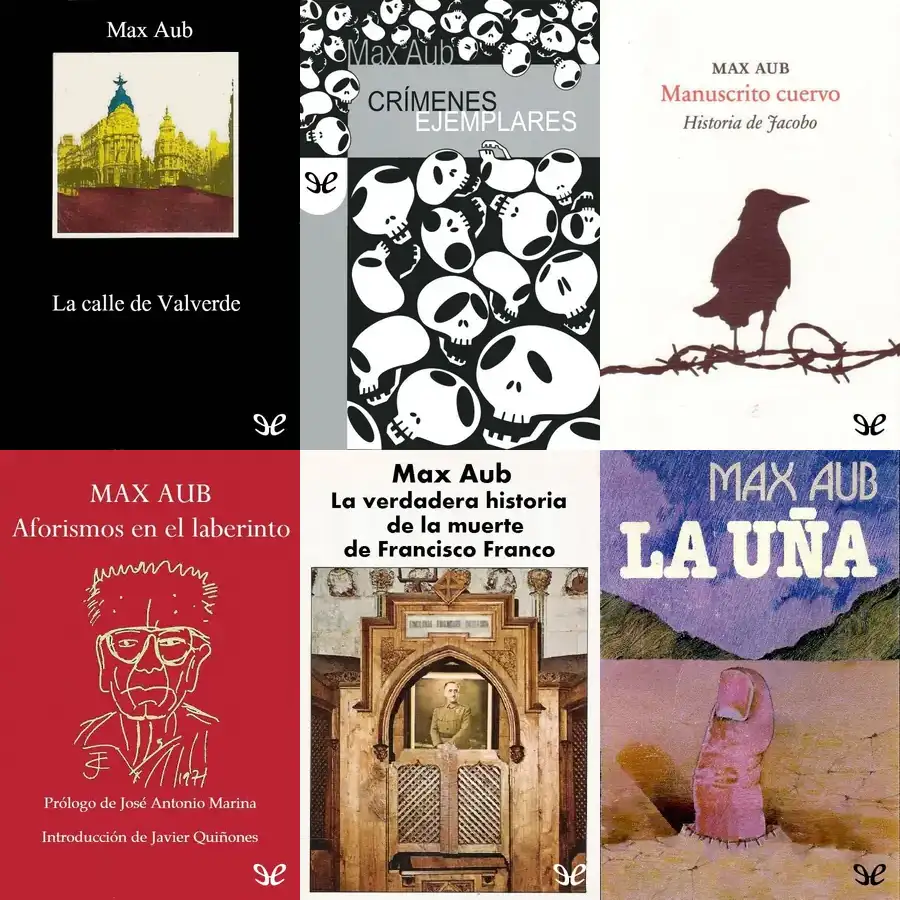 Max Aub
La calle de Valverde
Max Aub
CRÍMENES
EJEMPLARES
MAX AUB
Manuscrito cuervo
Historia de Jacobo
MAX AUB
Aforismos en el laberinto
1971
Prólogo de José Antonio Marina
Introducción de Javier Quiñones
Max Aub
La verdadera historia
de la muerte
de Francisco Franco
MAX AUB
LA UÑA